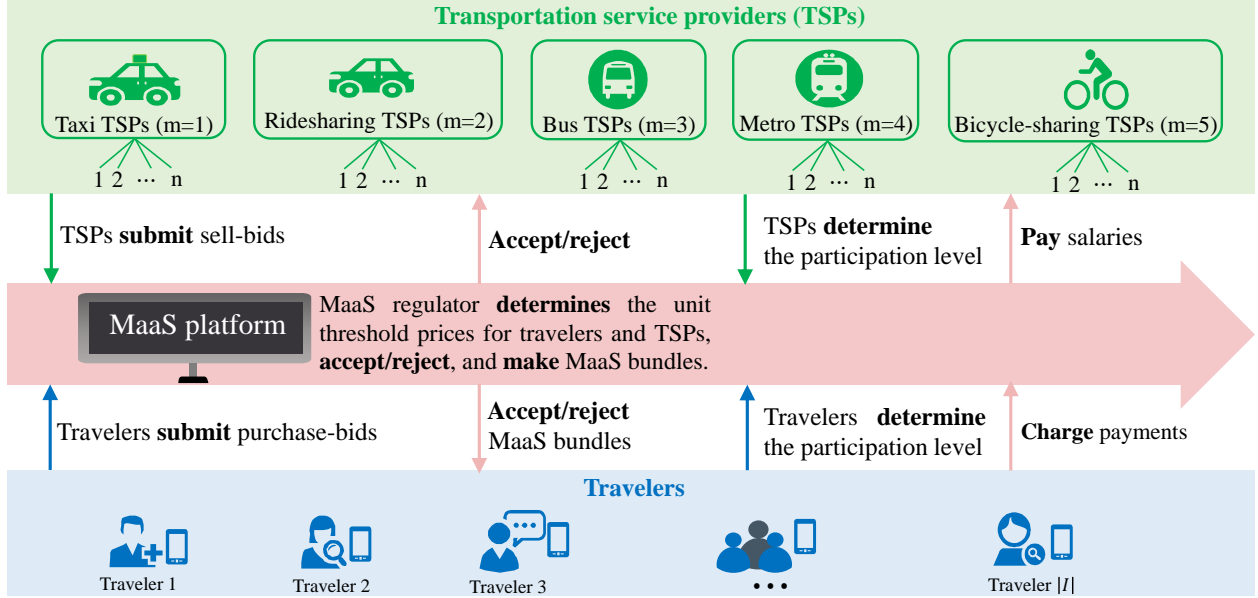 Transportation service providers (TSPs)
Taxi TSPs (m=1)
Ridesharing TSPs (m=2)
Bus TSPs (m=3)
Metro TSPs (m=4)
Bicycle-sharing TSPs (m=5)
1 2 ... n
1 2 ... n
1 2 ... n
1 2 ... n
1 2 ... n
TSPs submit sell-bids
Accept/reject
TSPs determine
the participation level
Pay salaries
MaaS platform
MaaS regulator determines the unit
threshold prices for travelers and TSPs,
accept/reject, and make MaaS bundles.
Travelers submit purchase-bids
Accept/reject
MaaS bundles
Travelers determine
the participation level
Charge payments
Travelers
Traveler 1
Traveler 2
Traveler 3
...
Traveler |I|